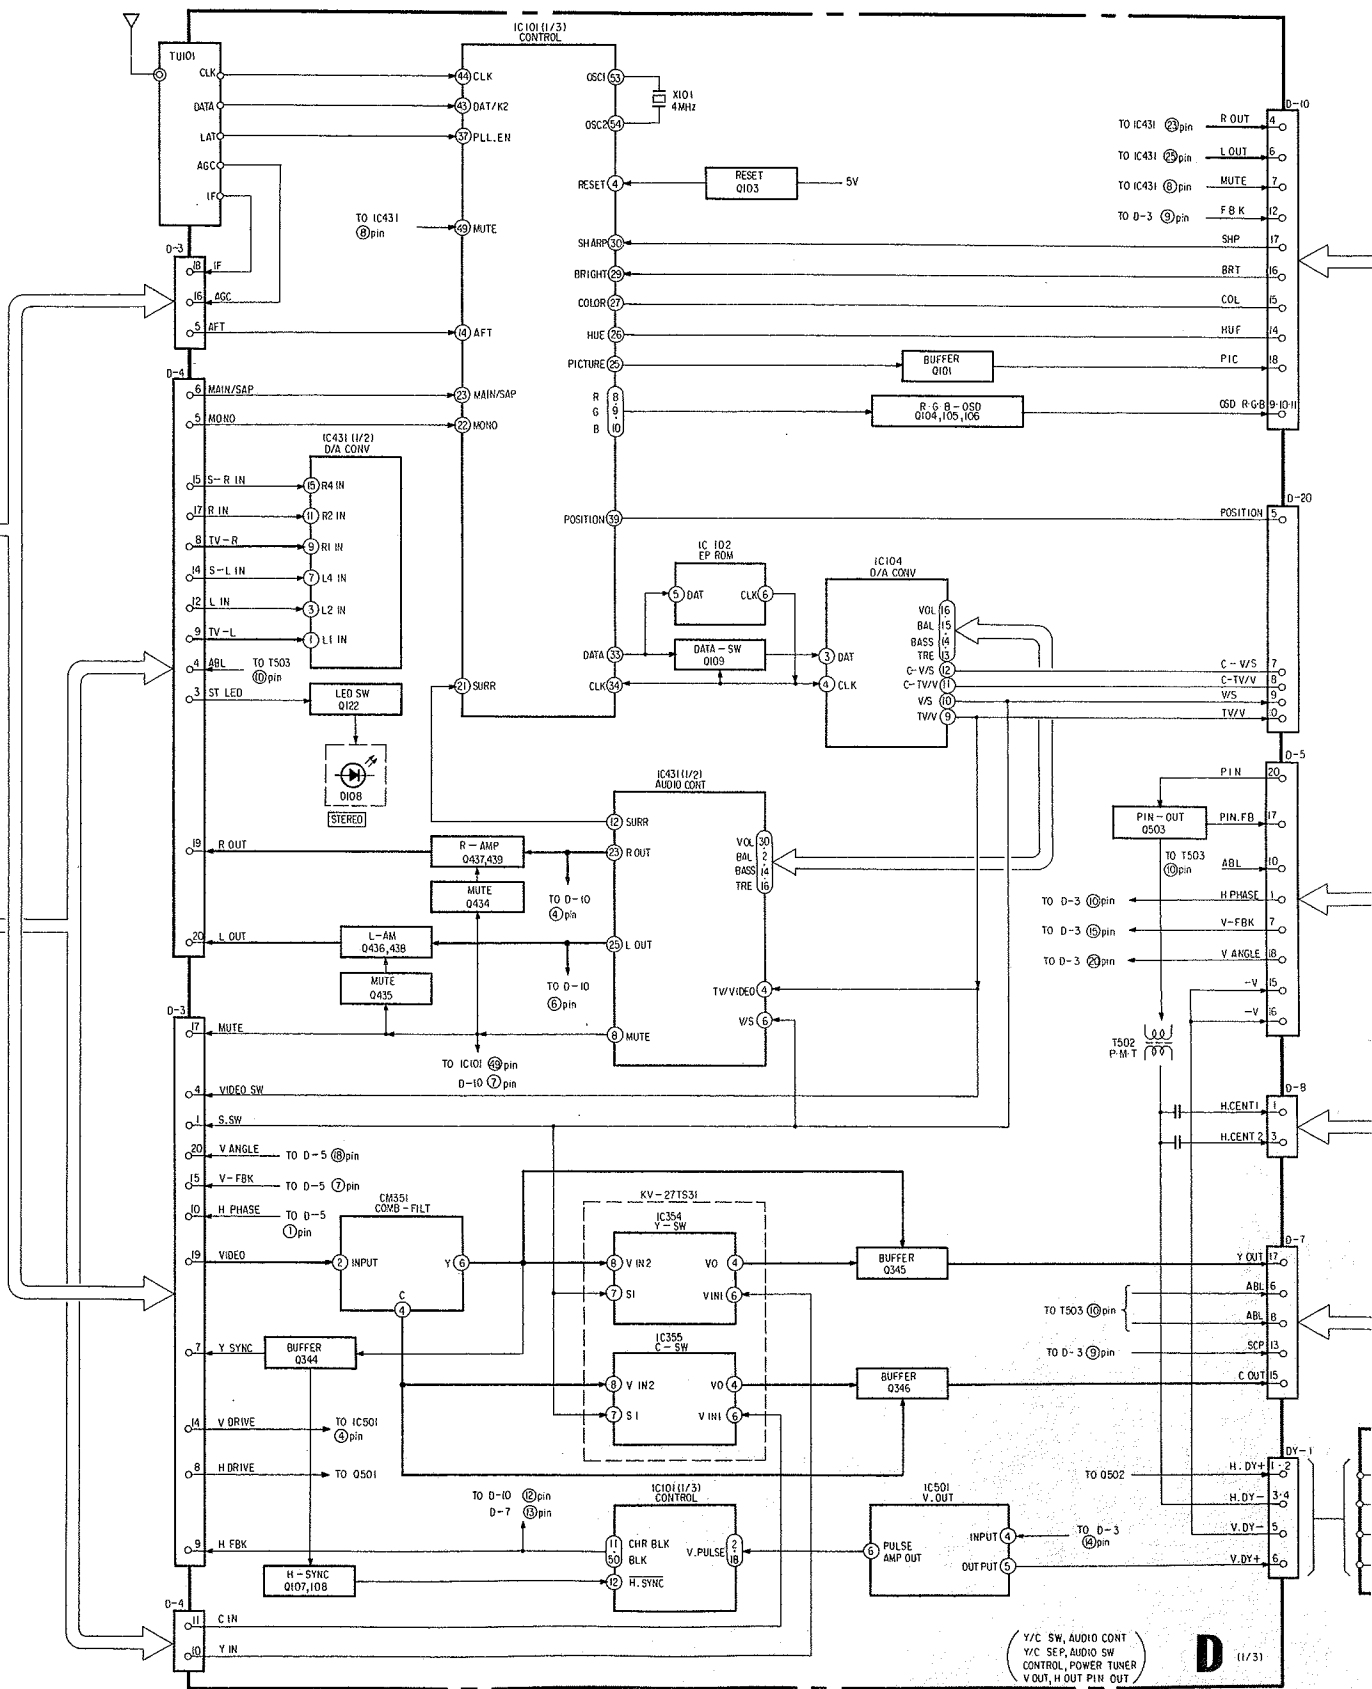 IC101(1/3)
CONTROL
TU101
CLK
DATA
LAT
AGC
IF
44 CLK
43 DAT/K2
37 PLL.EN
OSC1 53
OSC2 54
X101
4MHz
RESET 4
RESET
Q103
5V
TO IC431
8 pin
49 MUTE
SHARP 30
BRIGHT 29
COLOR 27
HUE 26
PICTURE 25
BUFFER
Q101
R 8
G 9
B 10
R·G·B-OSD
Q104,105,106
D-10
TO IC431 23 pin R OUT 4
TO IC431 25 pin L OUT 6
TO IC431 8 pin MUTE 7
TO D-3 9 pin FBK 12
SHP 17
BRT 16
COL 15
HUF 14
PIC 18
OSD R·G·B 9·10·11
D-3
18 IF
16 AGC
5 AFT
14 AFT
D-4
6 MAIN/SAP
5 MONO
23 MAIN/SAP
22 MONO
IC431(1/2)
D/A CONV
15 S-R IN
17 R IN
8 TV-R
14 S-L IN
12 L IN
9 TV-L
15 R4 IN
11 R2 IN
9 R1 IN
7 L4 IN
3 L2 IN
1 L1 IN
4 ABL
TO T503
10 pin
3 ST LED
LED SW
Q122
D108
STEREO
21 SURR
POSITION 39
DATA 33
CLK 34
IC 102
EP ROM
5 DAT
CLK 6
DATA-SW
Q109
IC104
D/A CONV
3 DAT
4 CLK
VOL 16
BAL 15
BASS 14
TRE 13
C-V/S 12
C-TV/V 11
V/S 10
TV/V 9
D-20
POSITION 5
C-V/S 7
C-TV/V 8
V/S 9
TV/V 10
IC431(1/2)
AUDIO CONT
12 SURR
23 R OUT
25 L OUT
8 MUTE
VOL 30
BAL 2
BASS 14
TRE 16
TV/VIDEO 4
V/S 6
19 R OUT
R-AMP
Q437,439
MUTE
Q434
TO D-10
4 pin
20 L OUT
L-AM
Q436,438
MUTE
Q435
TO D-10
6 pin
D-5
PIN 20
PIN-OUT
Q503
PIN.FB 17
TO T503
10 pin
ABL 10
TO D-3 10 pin H PHASE 1
TO D-3 15 pin V-FBK 7
TO D-3 20 pin V ANGLE 18
-V 15
-V 16
T502
P·M·T
D-8
H.CENT1 1
H.CENT2 3
D-3
17 MUTE
TO IC101 49 pin
D-10 7 pin
4 VIDEO SW
1 S.SW
20 V ANGLE TO D-5 18 pin
15 V-FBK TO D-5 7 pin
10 H PHASE TO D-5
1 pin
19 VIDEO
CM351
COMB-FILT
2 INPUT
Y 6
C
4
KV-27TS31
IC354
Y-SW
8 V IN2
VO 4
7 S1
V IN1 6
BUFFER
Q345
IC355
C-SW
8 V IN2
VO 4
7 S1
V IN1 6
BUFFER
Q346
7 Y SYNC
BUFFER
Q344
14 V DRIVE
TO IC501
4 pin
8 H DRIVE
TO Q501
D-7
Y OUT 17
ABL 6
TO T503 10 pin
ABL 8
TO D-3 9 pin SCP 13
C OUT 15
TO D-10 12 pin
D-7 13 pin
9 H FBK
IC101(1/3)
CONTROL
11 CHR BLK
50 BLK
12 H.SYNC
V.PULSE 2
18
H-SYNC
Q107,108
IC501
V.OUT
6 PULSE
AMP OUT
INPUT 4
OUTPUT 5
TO D-3
14 pin
DY-1
TO Q502 H.DY+ 1·2
H.DY- 3·4
V.DY- 5
V.DY+ 6
D-4
11 C IN
10 Y IN
Y/C SW, AUDIO CONT
Y/C SEP, AUDIO SW
CONTROL, POWER TUNER
V OUT, H OUT PIN OUT
D (1/3)